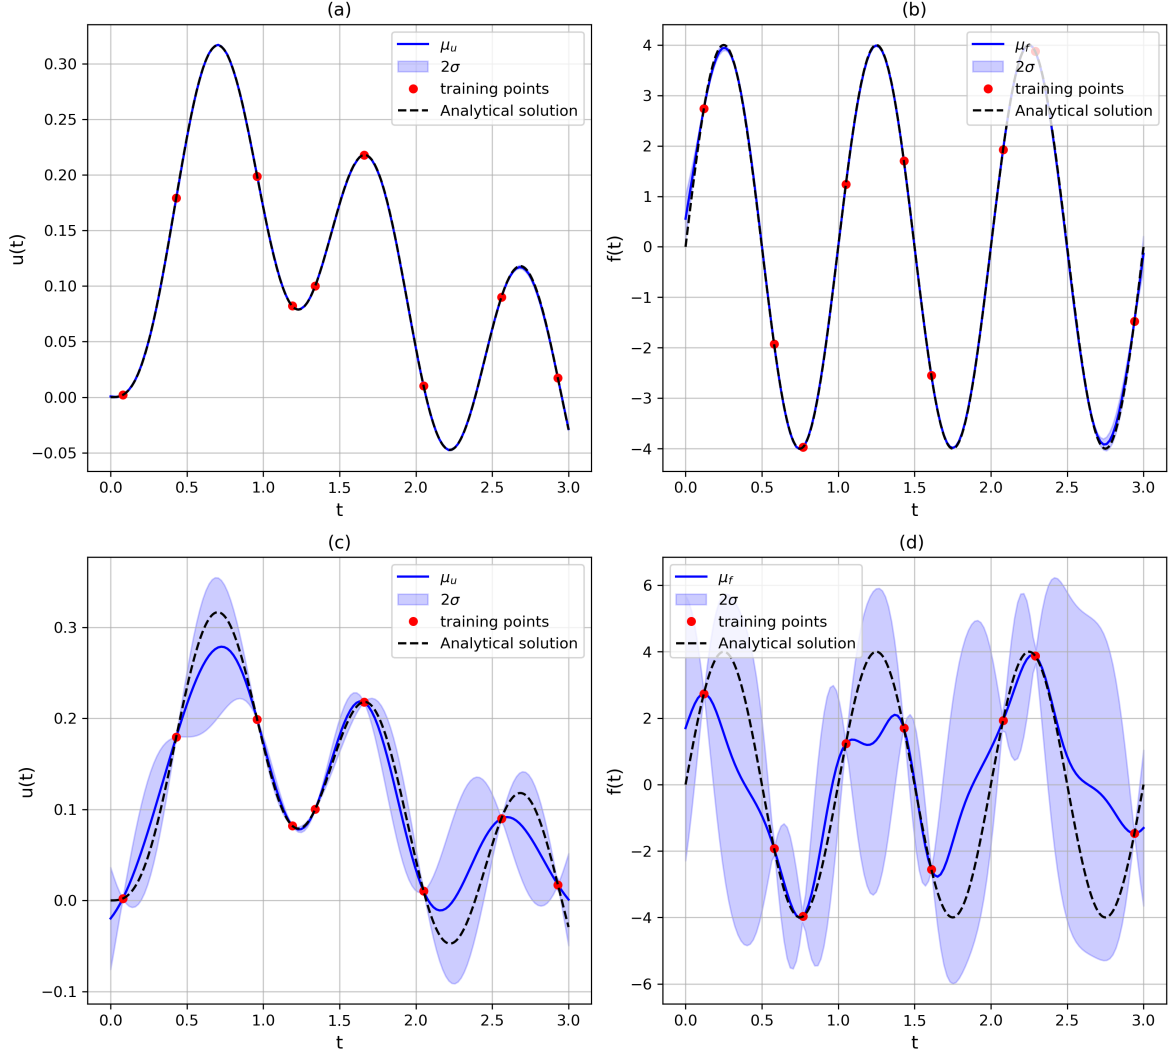 (a)
u(t)
0.30
0.25
0.20
0.15
0.10
0.05
0.00
−0.05
0.0 0.5 1.0 1.5 2.0 2.5 3.0
t
μ_u
2σ
training points
Analytical solution
(b)
f(t)
4
3
2
1
0
−1
−2
−3
−4
0.0 0.5 1.0 1.5 2.0 2.5 3.0
t
μ_f
2σ
training points
Analytical solution
(c)
u(t)
0.3
0.2
0.1
0.0
−0.1
0.0 0.5 1.0 1.5 2.0 2.5 3.0
t
μ_u
2σ
training points
Analytical solution
(d)
f(t)
6
4
2
0
−2
−4
−6
0.0 0.5 1.0 1.5 2.0 2.5 3.0
t
μ_f
2σ
training points
Analytical solution